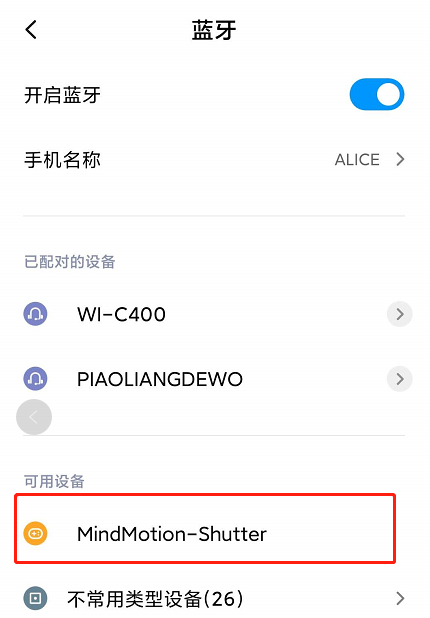 蓝牙
开启蓝牙
手机名称 ALICE
已配对的设备
WI-C400
PIAOLIANGDEWO
可用设备
MindMotion-Shutter
不常用类型设备(26)